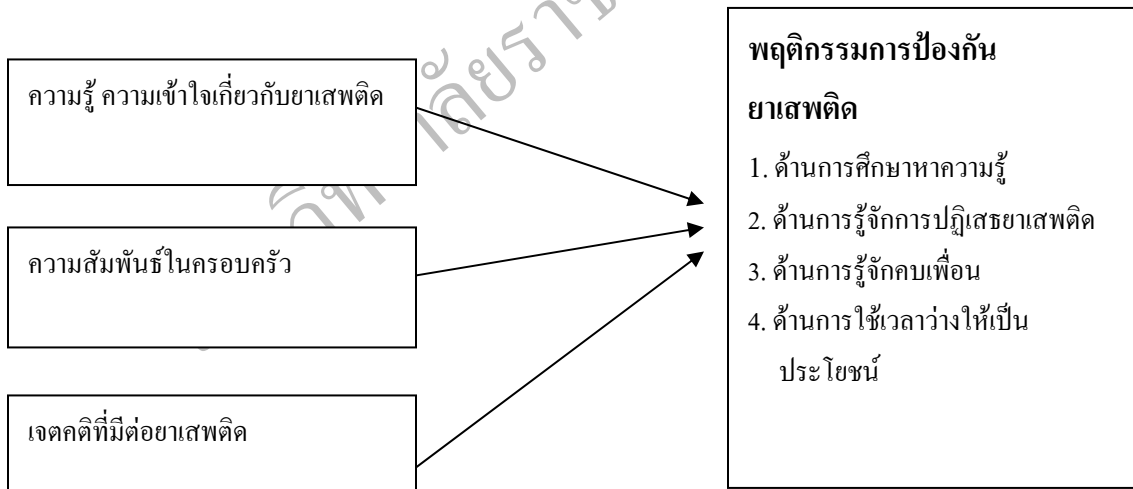 ความรู้ ความเข้าใจเกี่ยวกับยาเสพติด
ความสัมพันธ์ในครอบครัว
เจตคติที่มีต่อยาเสพติด
พฤติกรรมการป้องกัน
ยาเสพติด
1. ด้านการศึกษาหาความรู้
2. ด้านการรู้จักการปฏิเสธยาเสพติด
3. ด้านการรู้จักคบเพื่อน
4. ด้านการใช้เวลาว่างให้เป็น
ประโยชน์